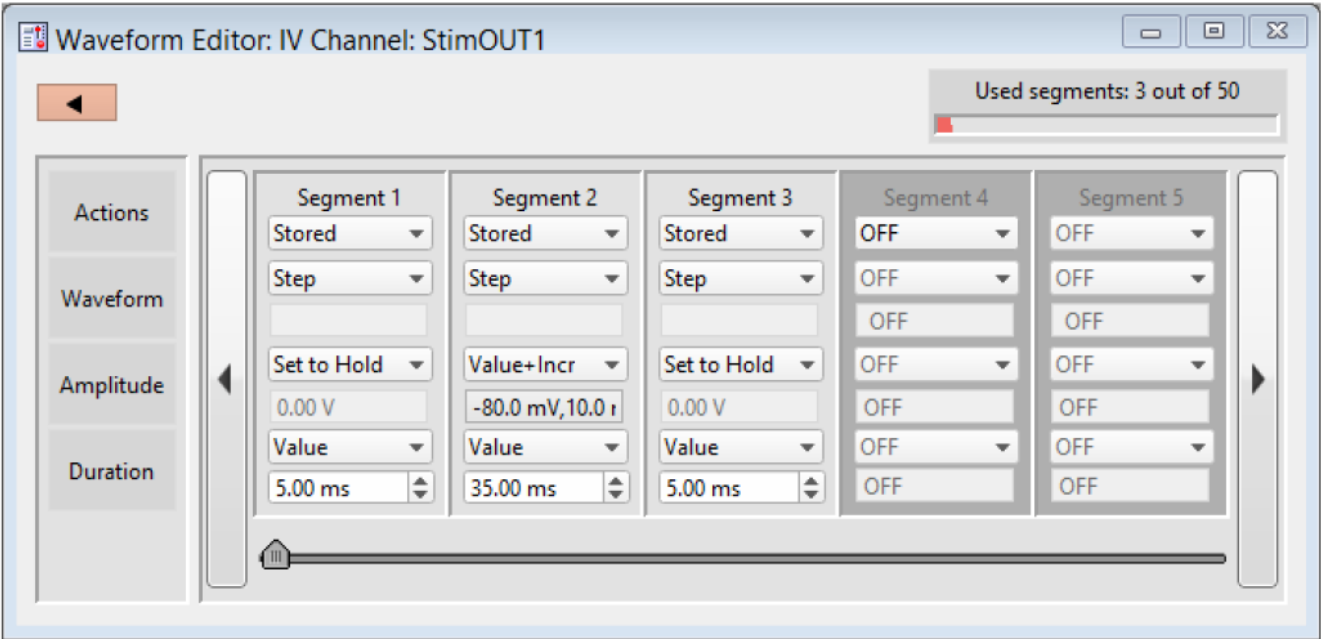 Waveform Editor: IV Channel: StimOUT1
Used segments: 3 out of 50
Actions
Waveform
Amplitude
Duration
Segment 1
Stored
Step
Set to Hold
0.00 V
Value
5.00 ms
Segment 2
Stored
Step
Value+Incr
-80.0 mV,10.0 r
Value
35.00 ms
Segment 3
Stored
Step
Set to Hold
0.00 V
Value
5.00 ms
Segment 4
OFF
OFF
OFF
OFF
OFF
OFF
OFF
Segment 5
OFF
OFF
OFF
OFF
OFF
OFF
OFF